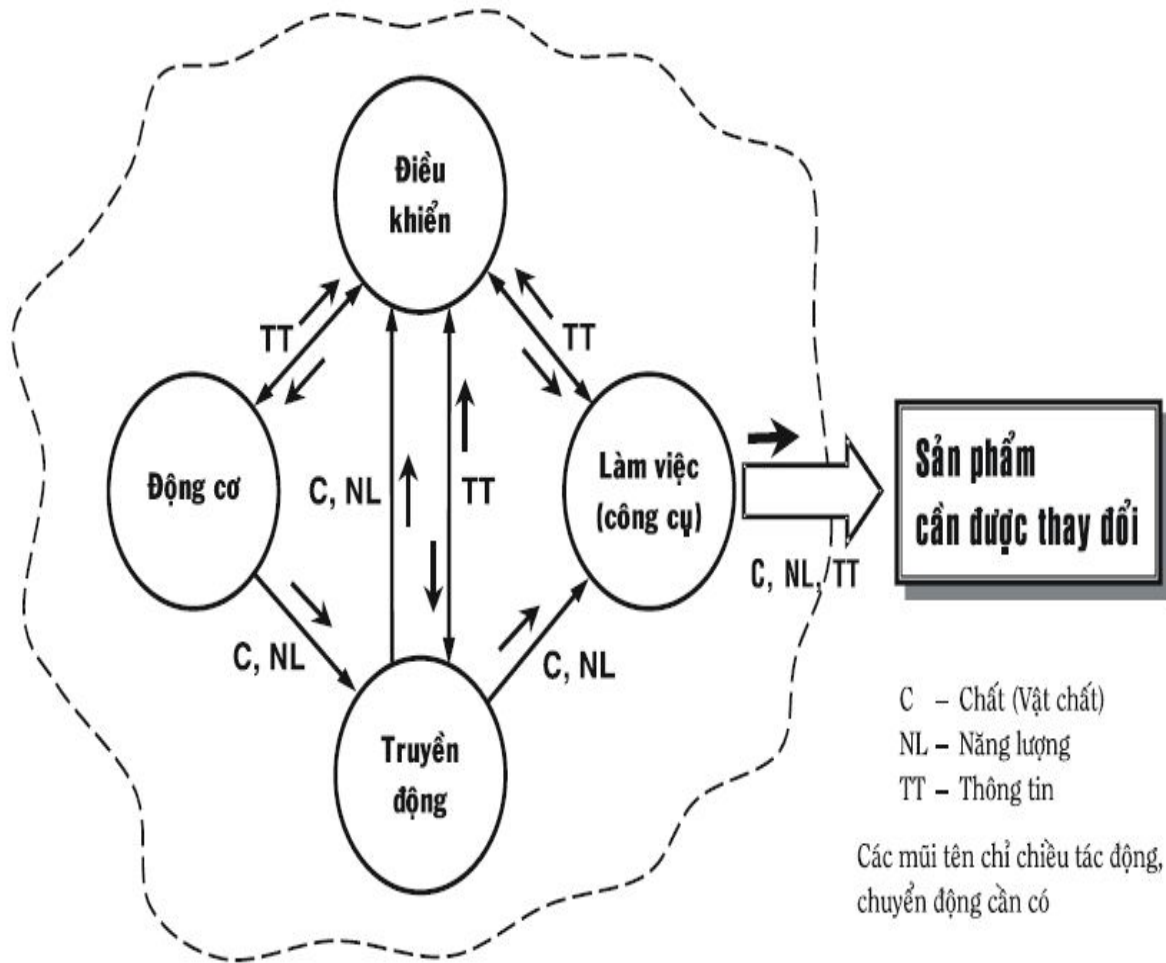 Điều
khiển
TT
TT
Động cơ
C, NL
TT
Làm việc
(công cụ)
Sản phẩm
cần được thay đổi
C, NL, TT
C, NL
C, NL
Truyền
động
C – Chất (Vật chất)
NL – Năng lượng
TT – Thông tin
Các mũi tên chỉ chiều tác động,
chuyển động cần có